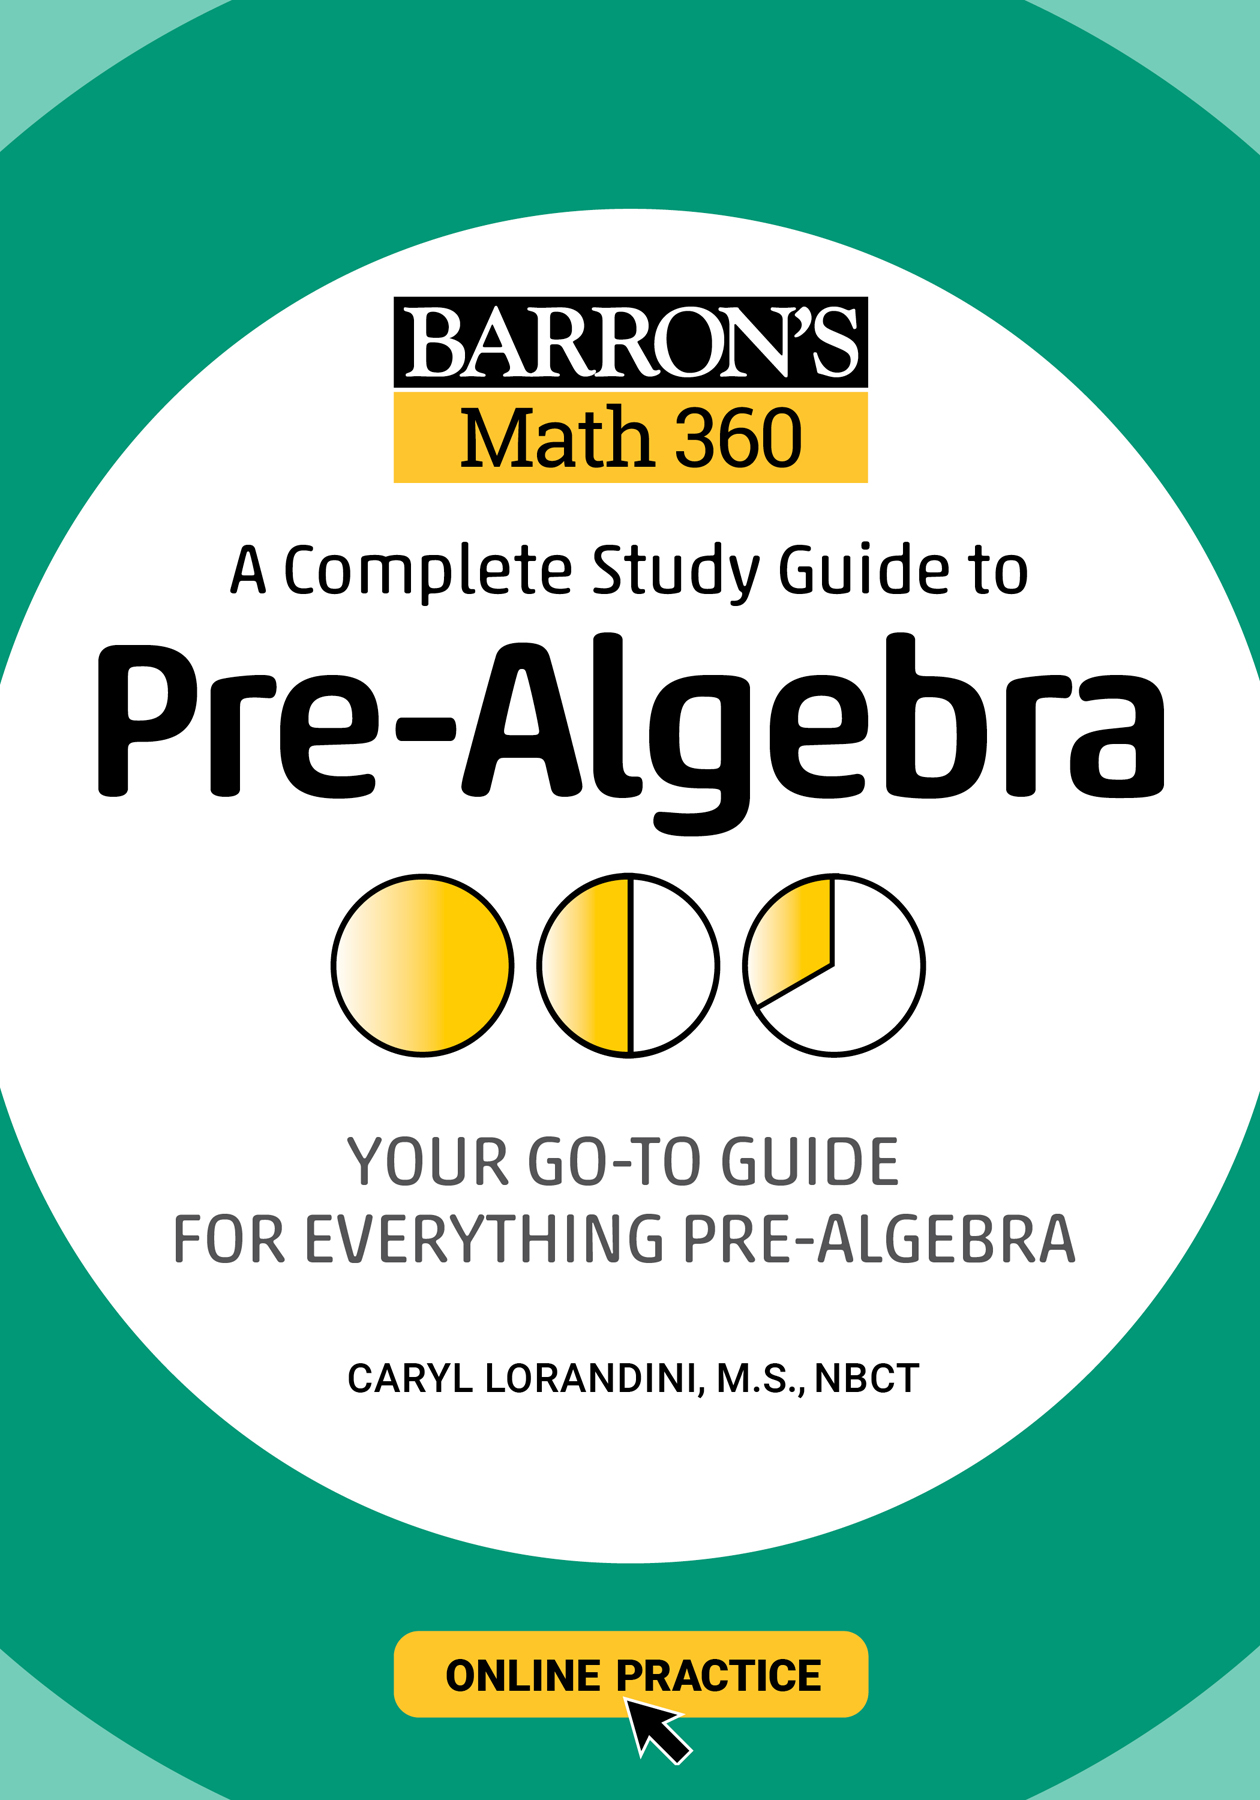 BARRON'S
Math 360
A Complete Study Guide to
Pre-Algebra
YOUR GO-TO GUIDE
FOR EVERYTHING PRE-ALGEBRA
CARYL LORANDINI, M.S., NBCT
ONLINE PRACTICE